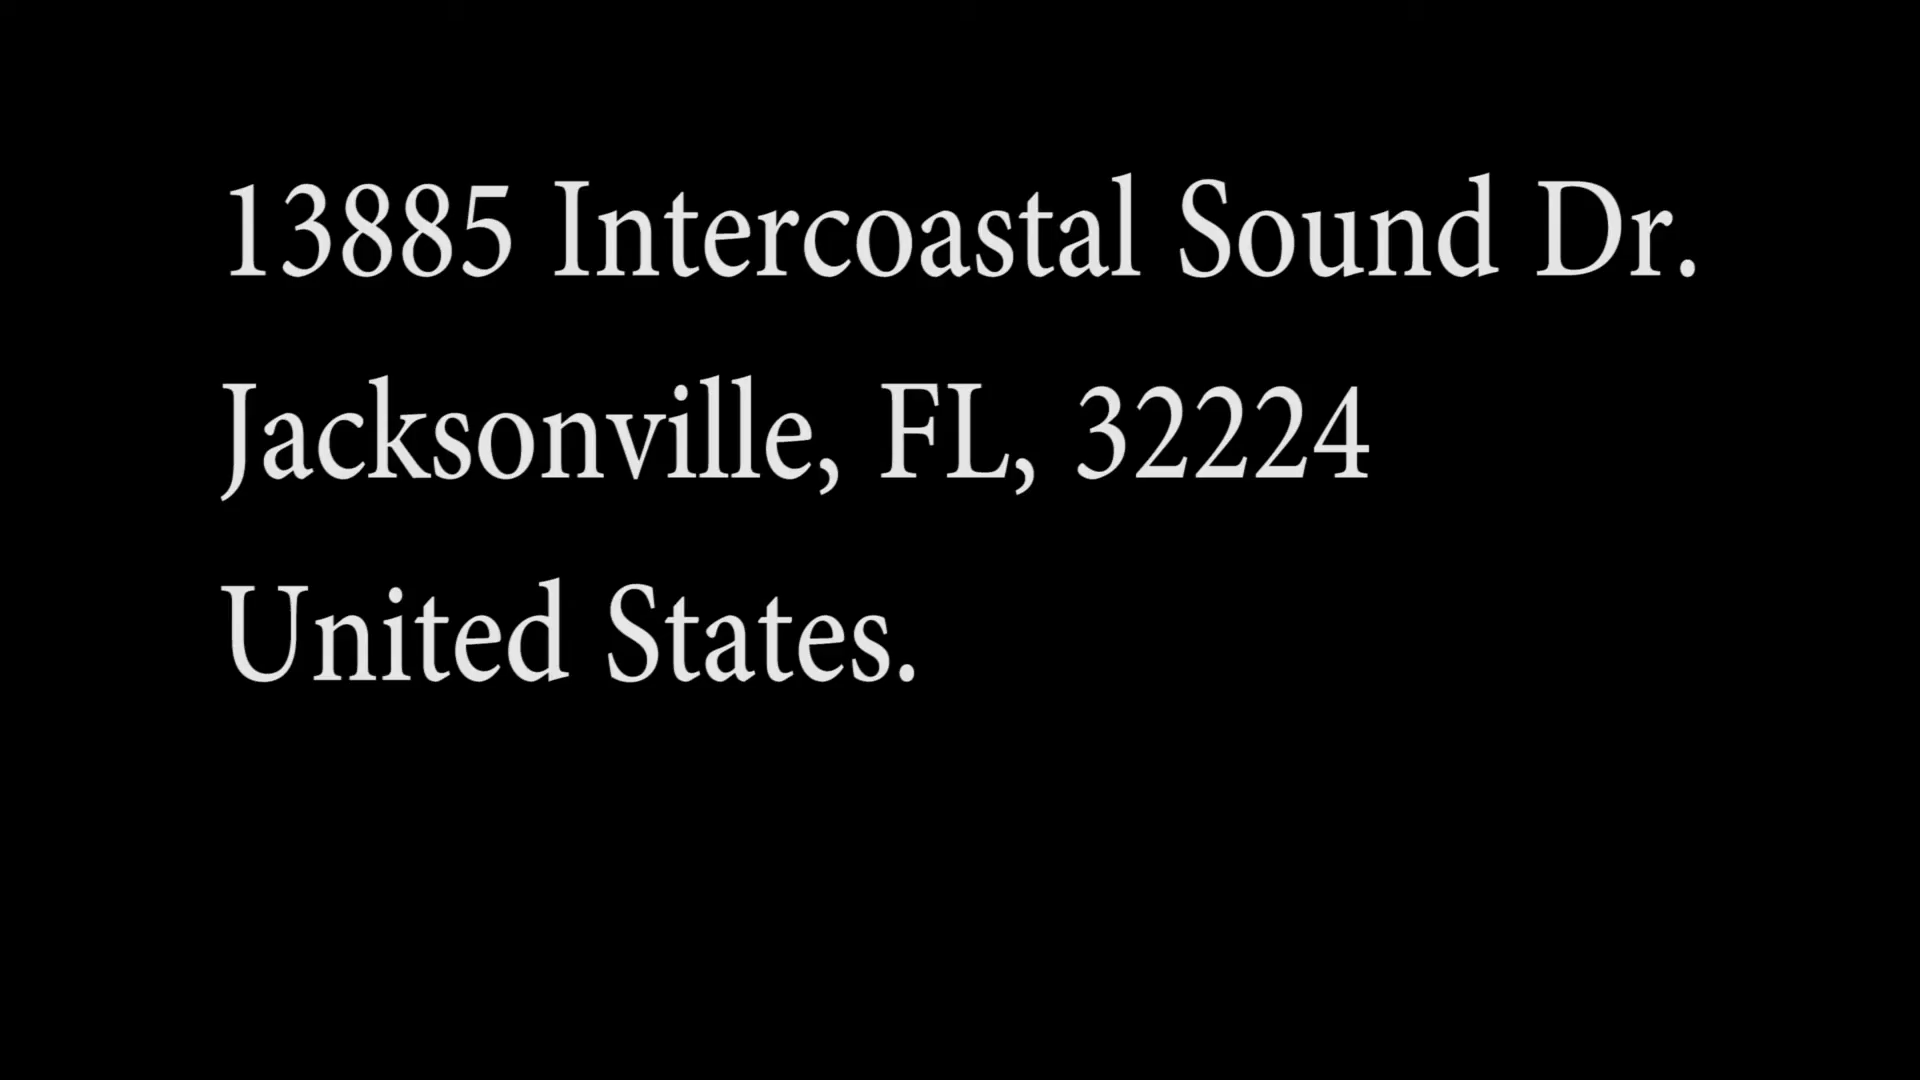 13885 Intercoastal Sound Dr.
Jacksonville, FL, 32224
United States.